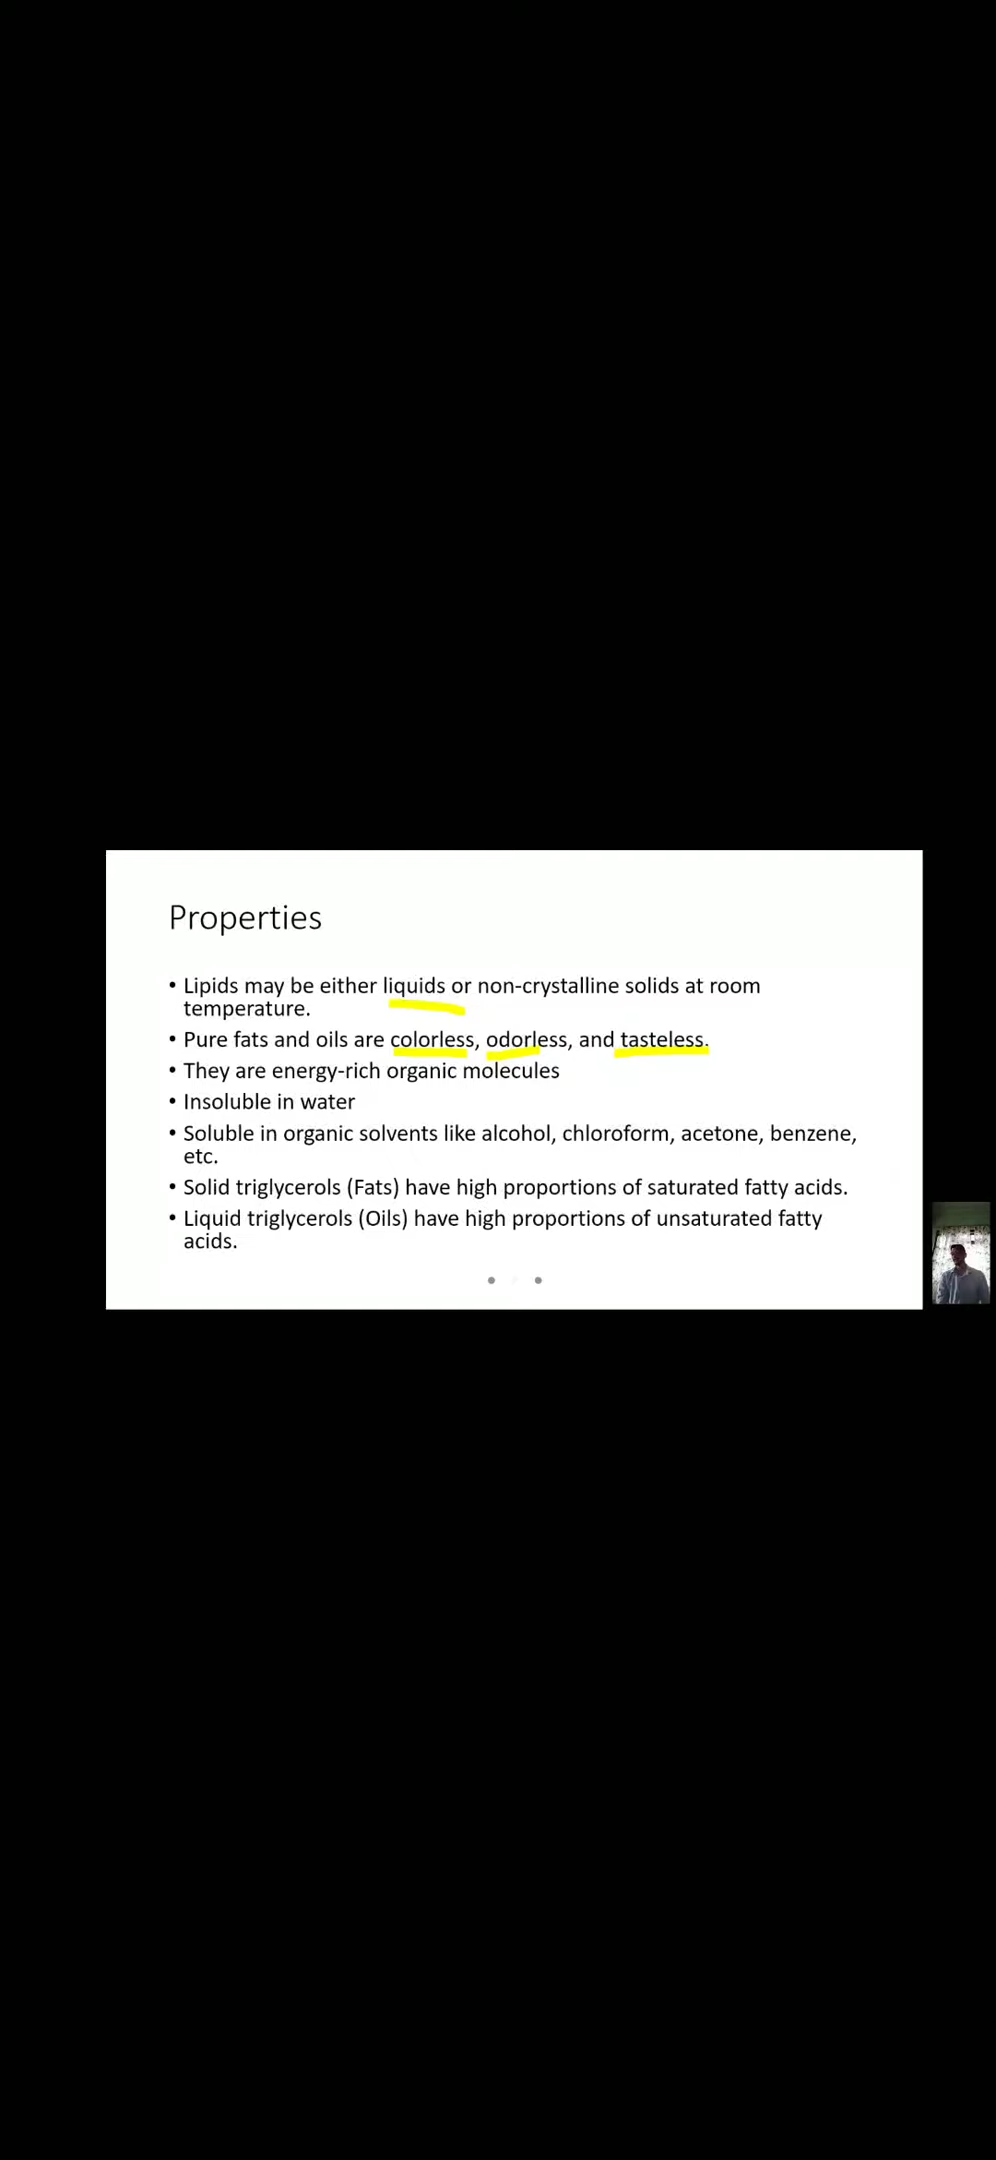 Properties
• Lipids may be either liquids or non-crystalline solids at room
temperature.
• Pure fats and oils are colorless, odorless, and tasteless.
• They are energy-rich organic molecules
• Insoluble in water
• Soluble in organic solvents like alcohol, chloroform, acetone, benzene,
etc.
• Solid triglycerols (Fats) have high proportions of saturated fatty acids.
• Liquid triglycerols (Oils) have high proportions of unsaturated fatty
acids.